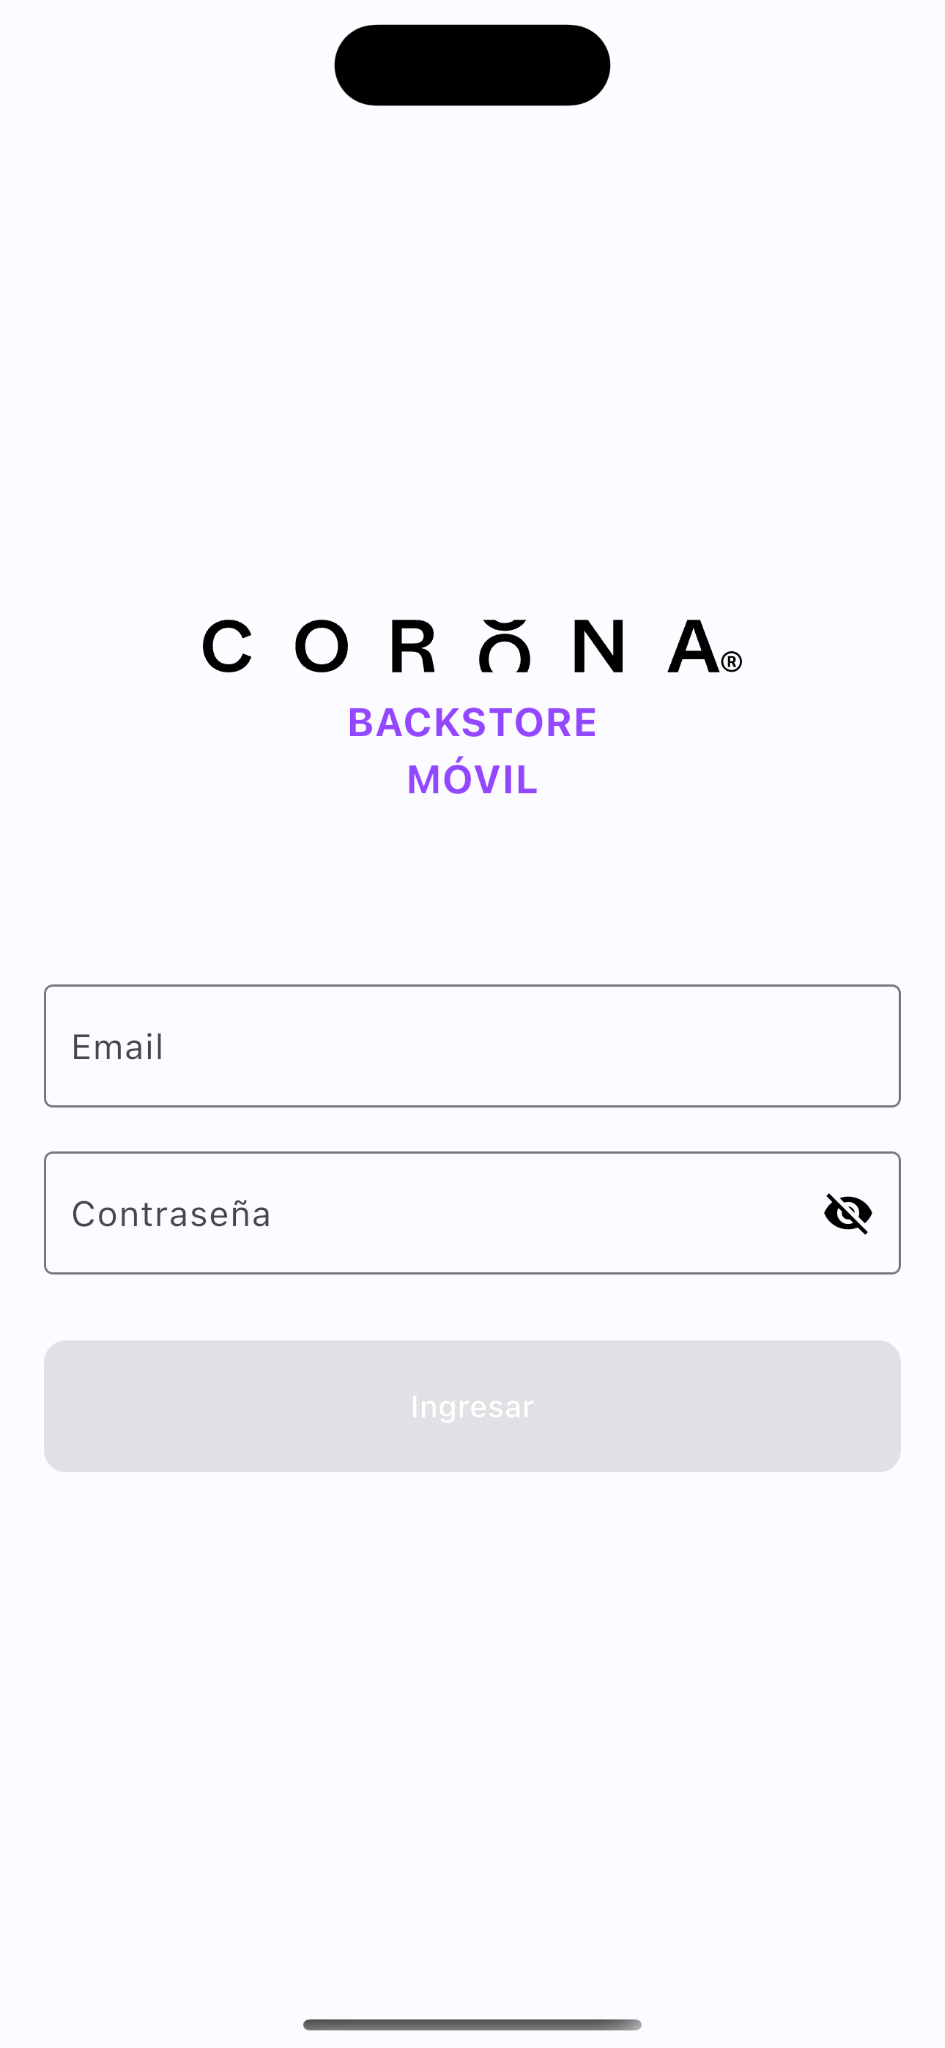 CORONA®
BACKSTORE
MÓVIL
Email
Contraseña
Ingresar